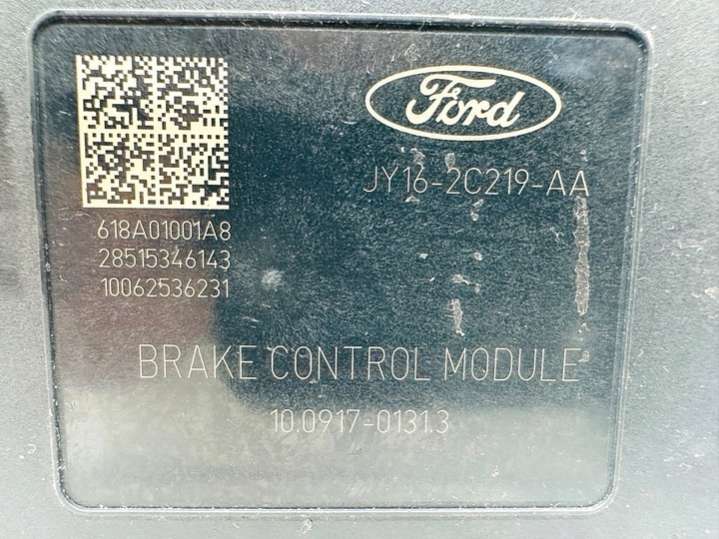 Ford
JY16-2C219-AA
618A01001A8
28515346143
10062536231
BRAKE CONTROL MODULE
10.0917-0131.3